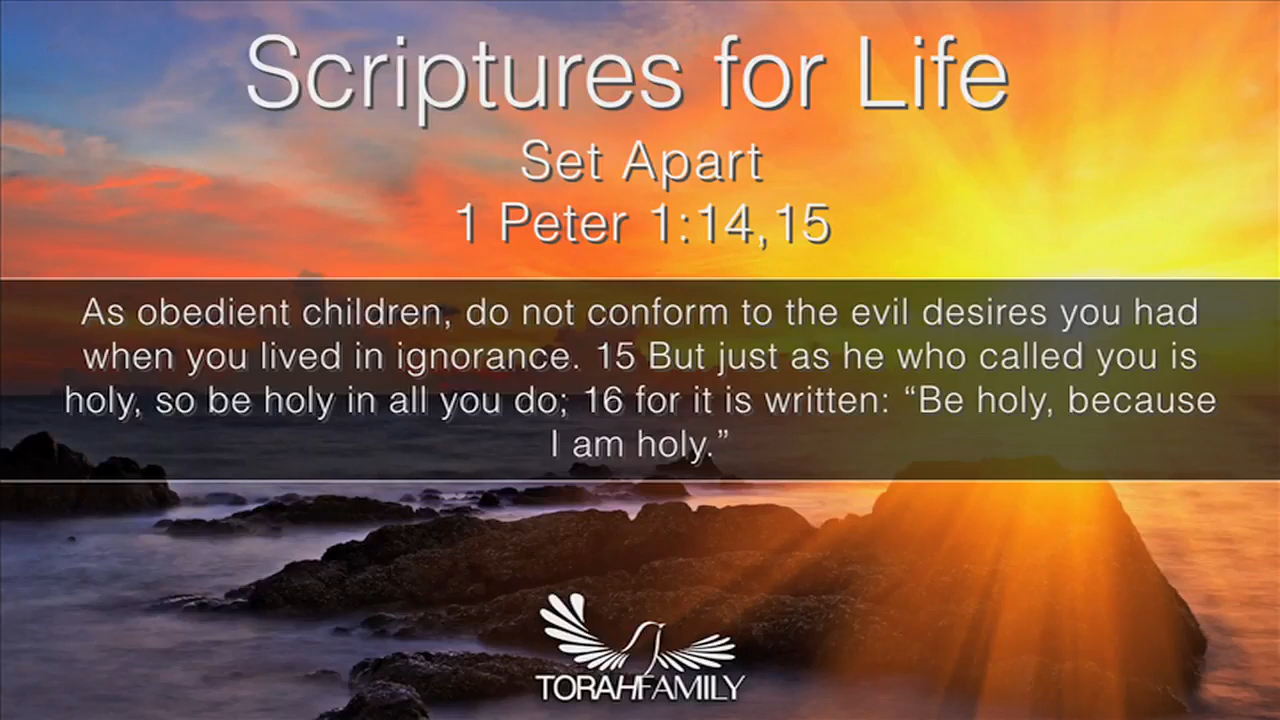 Scriptures for Life
Set Apart
1 Peter 1:14,15
As obedient children, do not conform to the evil desires you had
when you lived in ignorance. 15 But just as he who called you is
holy, so be holy in all you do; 16 for it is written: “Be holy, because
I am holy.”
TORAHFAMILY